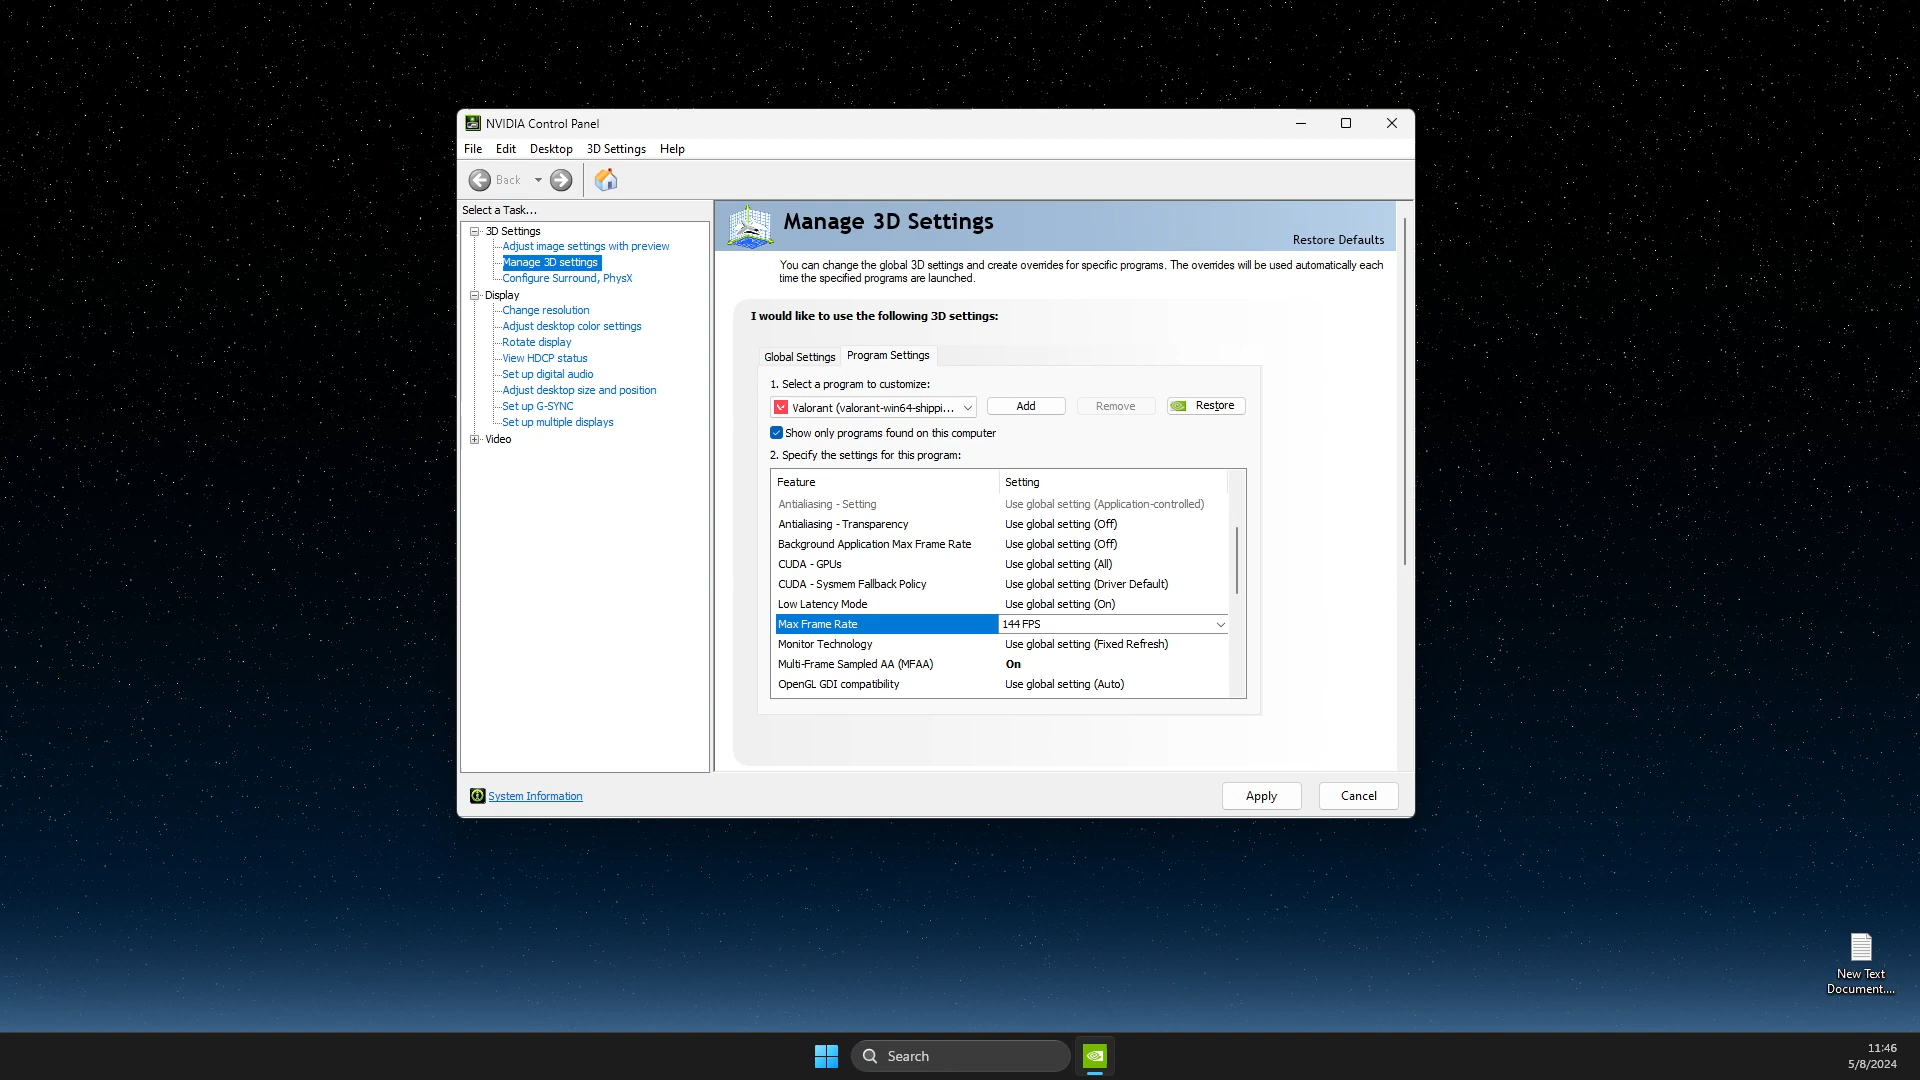 NVIDIA Control Panel
File Edit Desktop 3D Settings Help
Back
Select a Task...
3D Settings
Adjust image settings with preview
Manage 3D settings
Configure Surround, PhysX
Display
Change resolution
Adjust desktop color settings
Rotate display
View HDCP status
Set up digital audio
Adjust desktop size and position
Set up G-SYNC
Set up multiple displays
Video
System Information
Manage 3D Settings
Restore Defaults
You can change the global 3D settings and create overrides for specific programs. The overrides will be used automatically each
time the specified programs are launched.
I would like to use the following 3D settings:
Global Settings Program Settings
1. Select a program to customize:
Valorant (valorant-win64-shippi... Add Remove Restore
Show only programs found on this computer
2. Specify the settings for this program:
Feature Setting
Antialiasing - Setting Use global setting (Application-controlled)
Antialiasing - Transparency Use global setting (Off)
Background Application Max Frame Rate Use global setting (Off)
CUDA - GPUs Use global setting (All)
CUDA - Sysmem Fallback Policy Use global setting (Driver Default)
Low Latency Mode Use global setting (On)
Max Frame Rate 144 FPS
Monitor Technology Use global setting (Fixed Refresh)
Multi-Frame Sampled AA (MFAA) On
OpenGL GDI compatibility Use global setting (Auto)
Apply Cancel
New Text
Document....
Search
11:46
5/8/2024